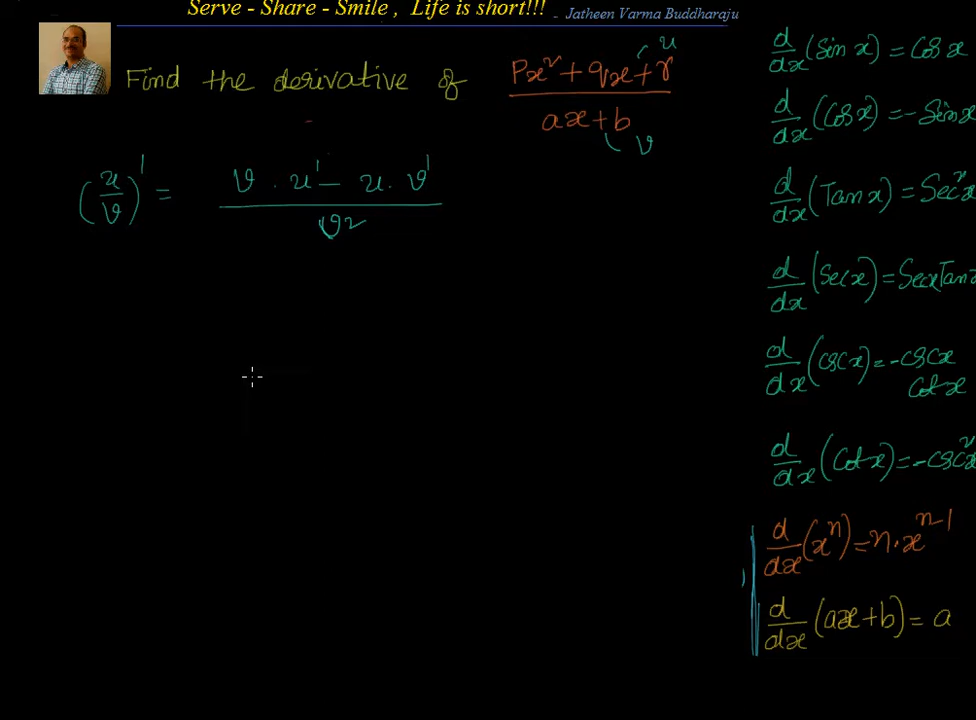 Serve - Share - Smile , Life is short!!! - Jatheen Varma Buddharaju
Find the derivative of (px² + qx + r)/(ax + b)
u
v
(u/v)' = (v . u' - u . v')/v²
d/dx (Sin x) = Cos x
d/dx (Cos x) = - Sin x
d/dx (Tan x) = Sec² x
d/dx (Sec x) = Sec x Tan x
d/dx (CSC x) = - CSC x
Cot x
d/dx (Cot x) = - CSC² x
d/dx (xⁿ) = n . xⁿ⁻¹
d/dx (ax + b) = a